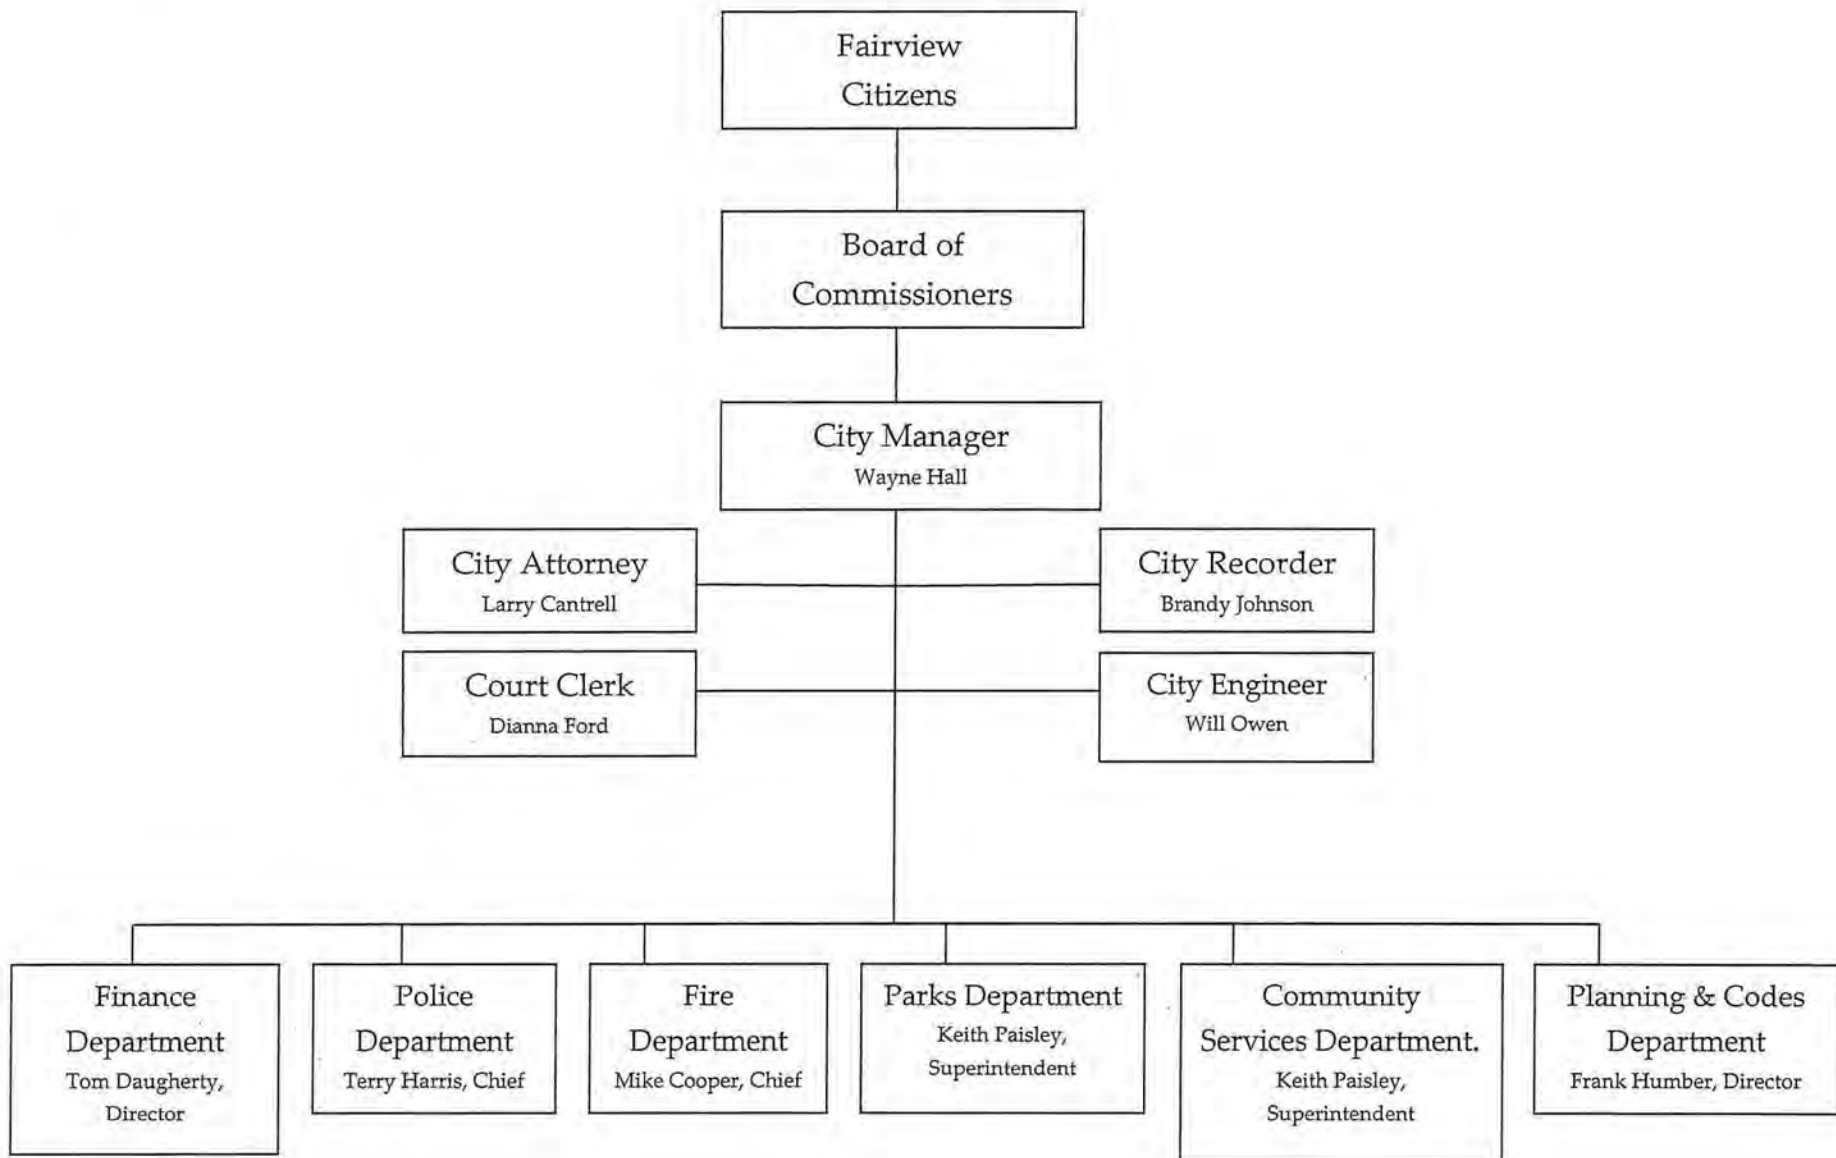 Fairview
Citizens
Board of
Commissioners
City Manager
Wayne Hall
City Attorney
Larry Cantrell
City Recorder
Brandy Johnson
Court Clerk
Dianna Ford
City Engineer
Will Owen
Finance
Department
Tom Daugherty,
Director
Police
Department
Terry Harris, Chief
Fire
Department
Mike Cooper, Chief
Parks Department
Keith Paisley,
Superintendent
Community
Services Department.
Keith Paisley,
Superintendent
Planning & Codes
Department
Frank Humber, Director